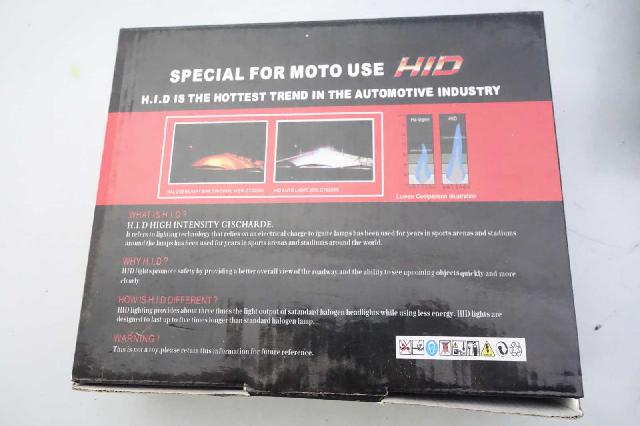 SPECIAL FOR MOTO USE HID
H.I.D IS THE HOTTEST TREND IN THE AUTOMOTIVE INDUSTRY
Halogen HID
Lumen Comparison Illustration
WHAT IS H.I.D ?
H.I.D HIGH INTENSITY GISCHARDE.
It refers to lighting technology that relies on an electrical charge to ignite lamps has been used for years in sports arenas and stadiums
around the lamps has been used for years in sports arenas and stadiums around the world.
WHY H.I.D ?
HID lights promote safety by providing a better overall view of the roadway and the ability to see upcoming objects quickly and more
clearly
HOW IS H.I.D DIFFERENT ?
HID lighting provides about three times the light output of satandard halogen headlights while using less energy. HID lights are
designed to last up to five times longer than standard halogen lamp.
WARNING !
This is not a toy,please retain this information for future reference.